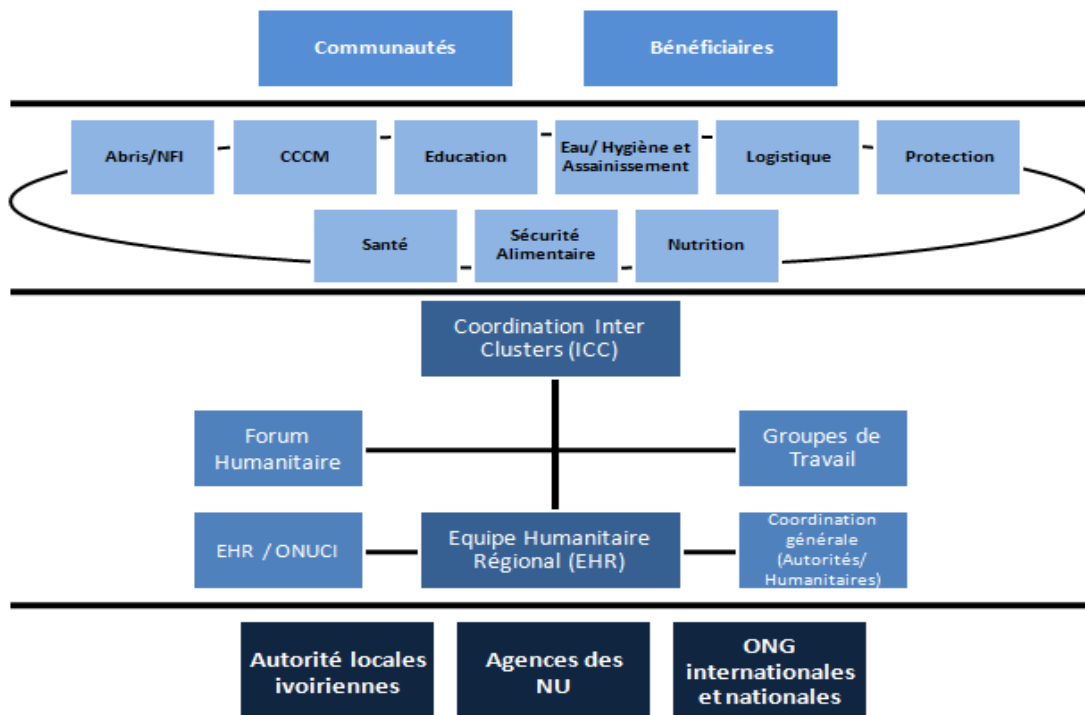 Communautés
Bénéficiaires
Abris/NFI
CCCM
Education
Eau/ Hygiène et
Assainissement
Logistique
Protection
Santé
Sécurité
Alimentaire
Nutrition
Coordination Inter
Clusters (ICC)
Forum
Humanitaire
Groupes de
Travail
EHR / ONUCI
Equipe Humanitaire
Régional (EHR)
Coordination
générale
(Autorités/
Humanitaires)
Autorité locales
ivoiriennes
Agences des
NU
ONG
internationales
et nationales